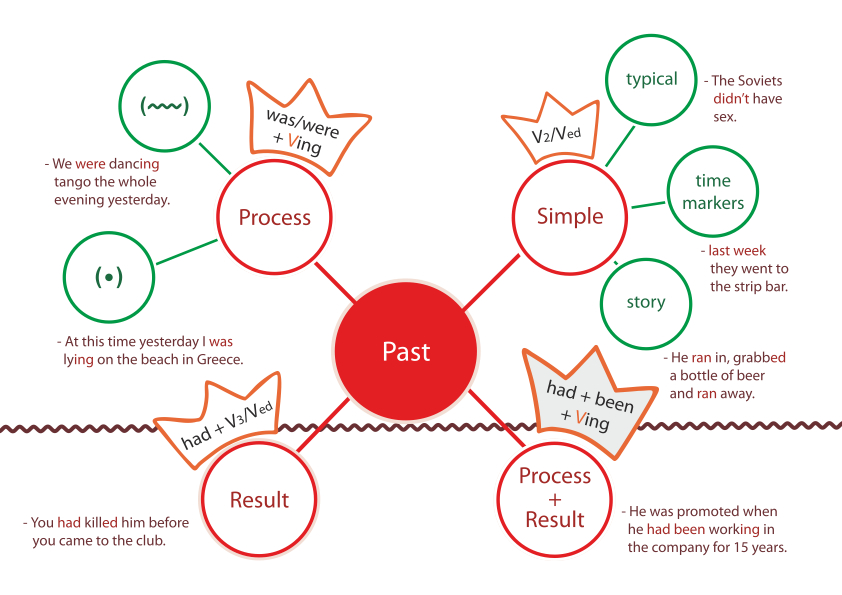 (~~~)
was/were
+ Ving
- We were dancing
tango the whole
evening yesterday.
Process
(•)
- At this time yesterday I was
lying on the beach in Greece.
V2/Ved
typical
- The Soviets
didn't have
sex.
Simple
time
markers
- last week
they went to
the strip bar.
story
- He ran in, grabbed
a bottle of beer
and ran away.
Past
had + V3/Ved
Result
- You had killed him before
you came to the club.
had + been
+ Ving
Process
+
Result
- He was promoted when
he had been working in
the company for 15 years.